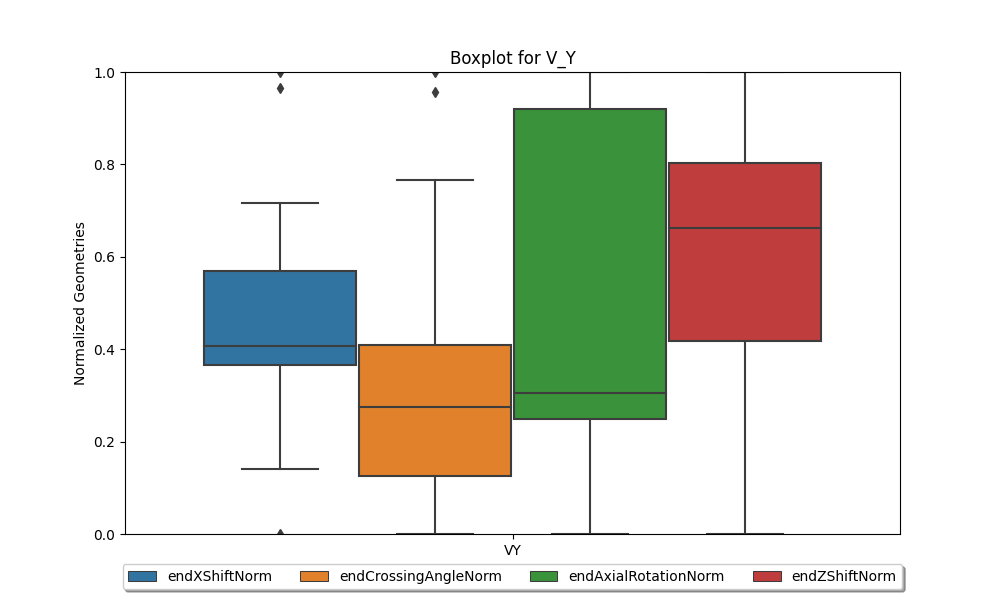 Boxplot for V_Y
1.0
0.8
0.6
0.4
0.2
0.0
Normalized Geometries
VY
endXShiftNorm endCrossingAngleNorm endAxialRotationNorm endZShiftNorm